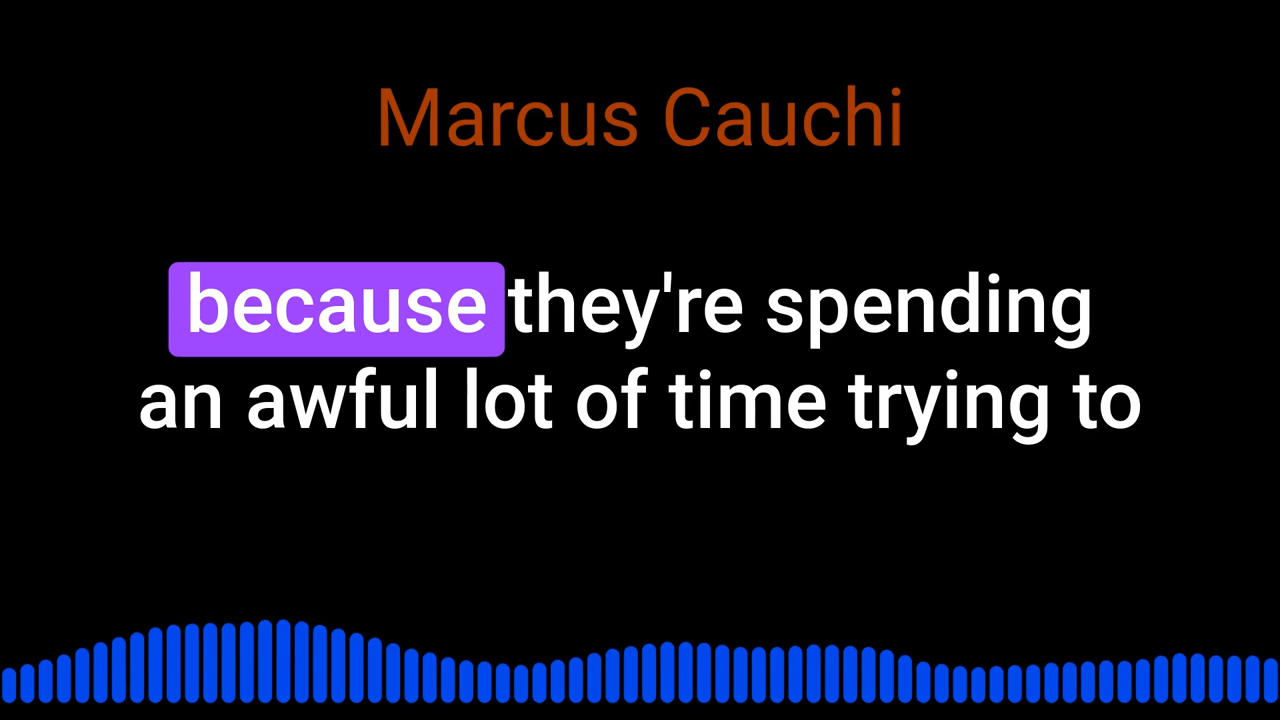 Marcus Cauchi
because they're spending
an awful lot of time trying to